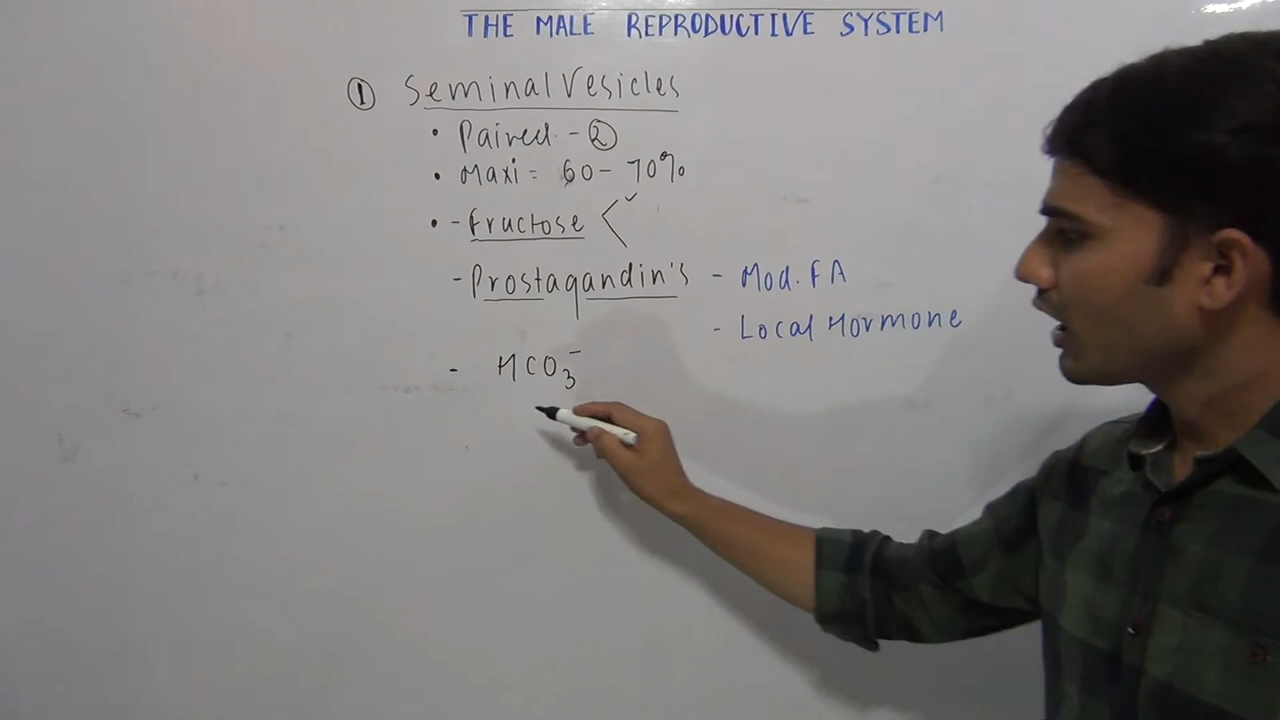 THE MALE REPRODUCTIVE SYSTEM
① Seminal Vesicles
• Paired - ②
• Maxi = 60 - 70%
• - Fructose < ✓
- Prostagandin's - Mod. FA
- Local Hormone
- HCO₃⁻